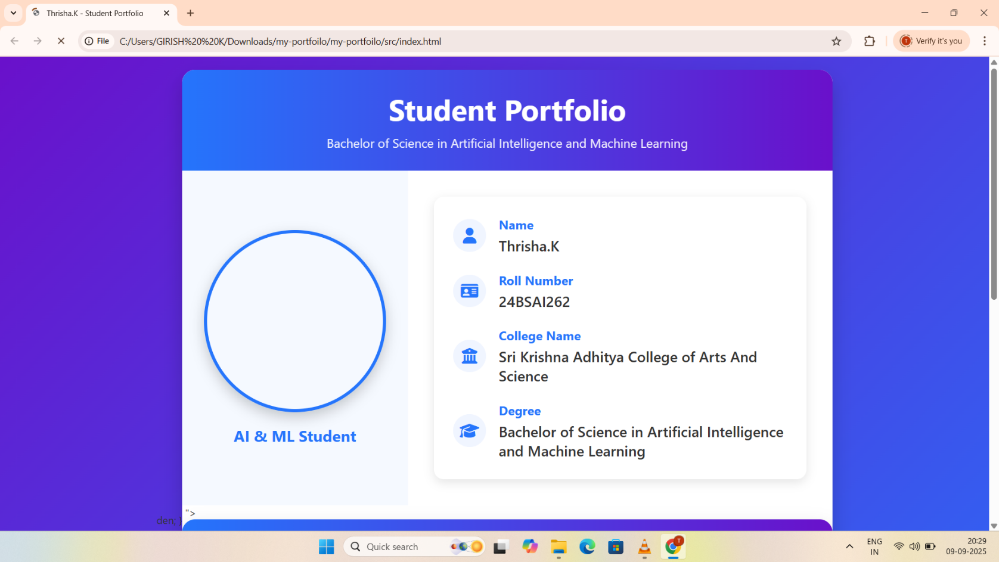 Thrisha.K - Student Portfolio
File
C:/Users/GIRISH%20%20K/Downloads/my-portfoilo/my-portfoilo/src/index.html
T
Verify it's you
Student Portfolio
Bachelor of Science in Artificial Intelligence and Machine Learning
Name
Thrisha.K
Roll Number
24BSAI262
College Name
Sri Krishna Adhitya College of Arts And
Science
Degree
Bachelor of Science in Artificial Intelligence
and Machine Learning
AI & ML Student
">
den; }
Quick search
T
ENG
IN
20:29
09-09-2025